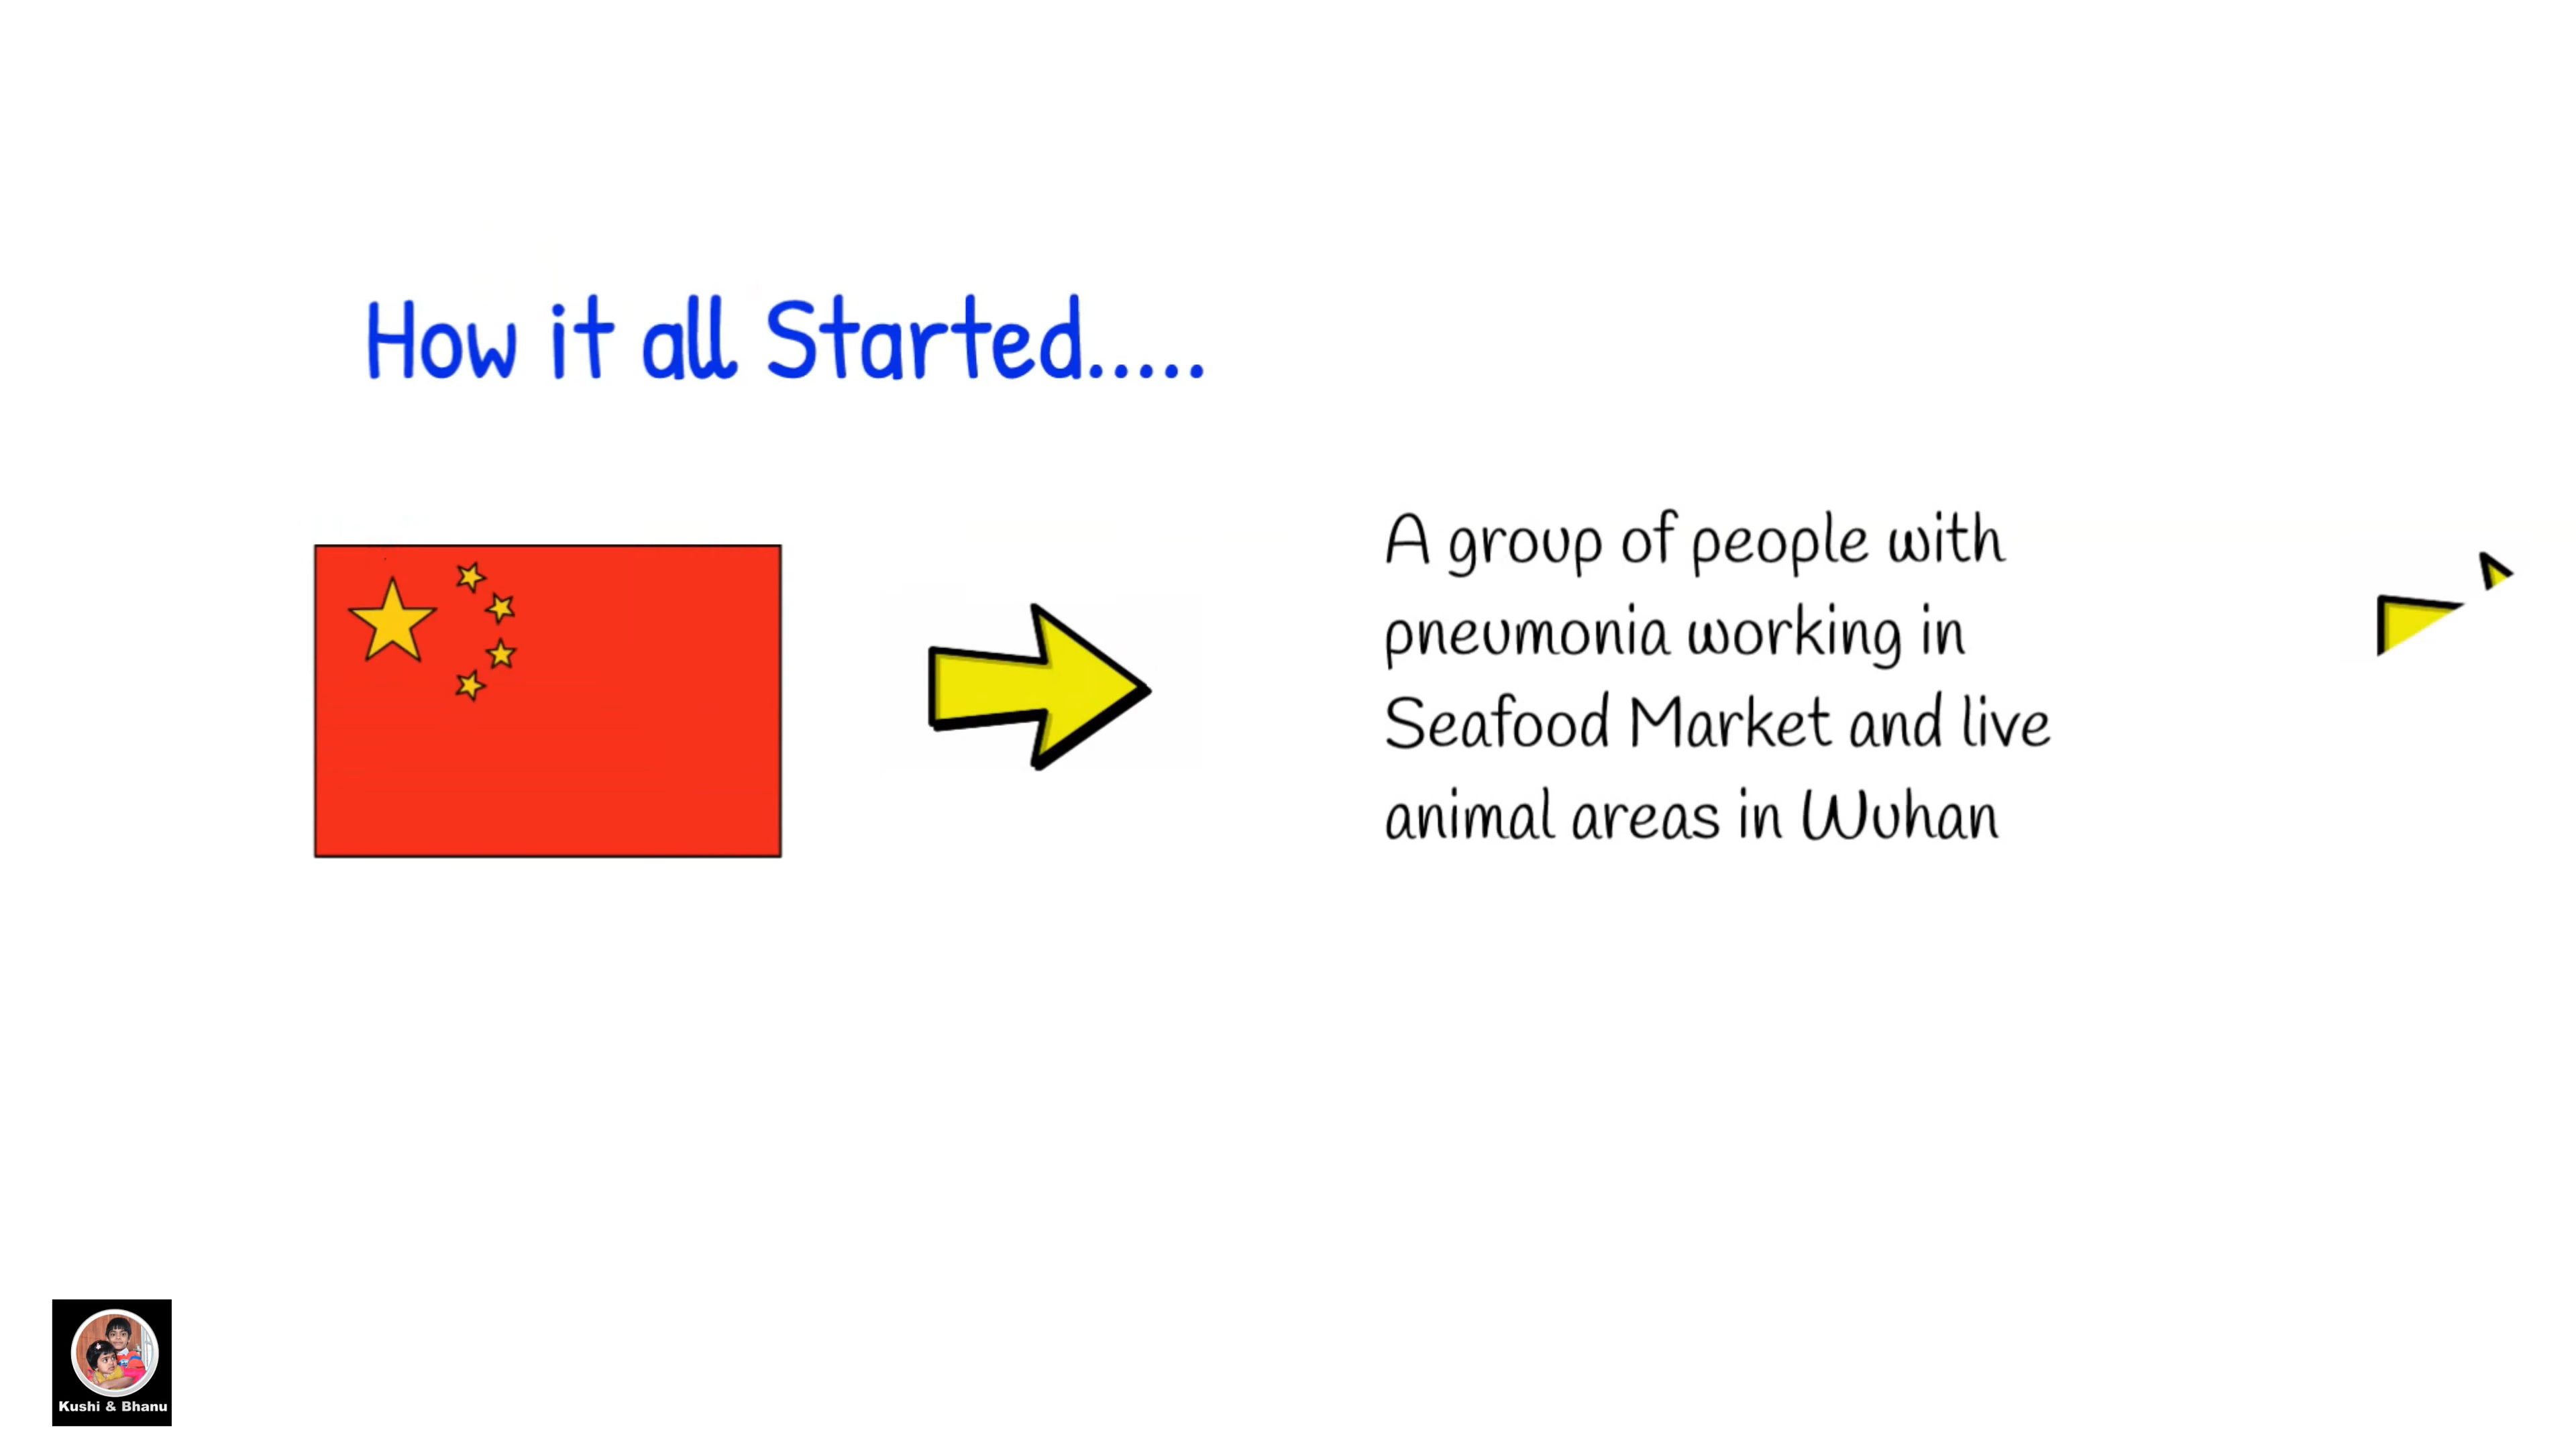 How it all Started.....
A group of people with
pneumonia working in
Seafood Market and live
animal areas in Wuhan
Kushi & Bhanu